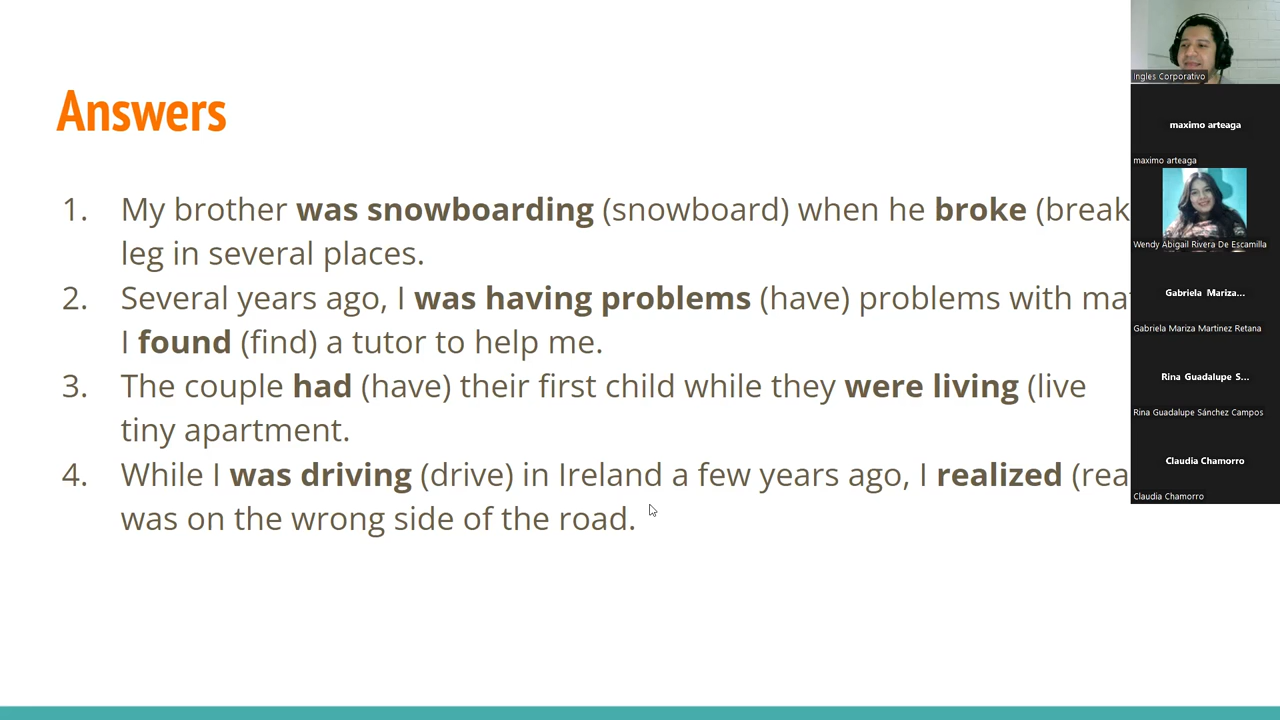 Answers
1. My brother was snowboarding (snowboard) when he broke (break
leg in several places.
2. Several years ago, I was having problems (have) problems with ma
I found (find) a tutor to help me.
3. The couple had (have) their first child while they were living (live
tiny apartment.
4. While I was driving (drive) in Ireland a few years ago, I realized (rea
was on the wrong side of the road.
Ingles Corporativo
maximo arteaga
maximo arteaga
Wendy Abigail Rivera De Escamilla
Gabriela Mariza...
Gabriela Mariza Martinez Retana
Rina Guadalupe S...
Rina Guadalupe Sánchez Campos
Claudia Chamorro
Claudia Chamorro